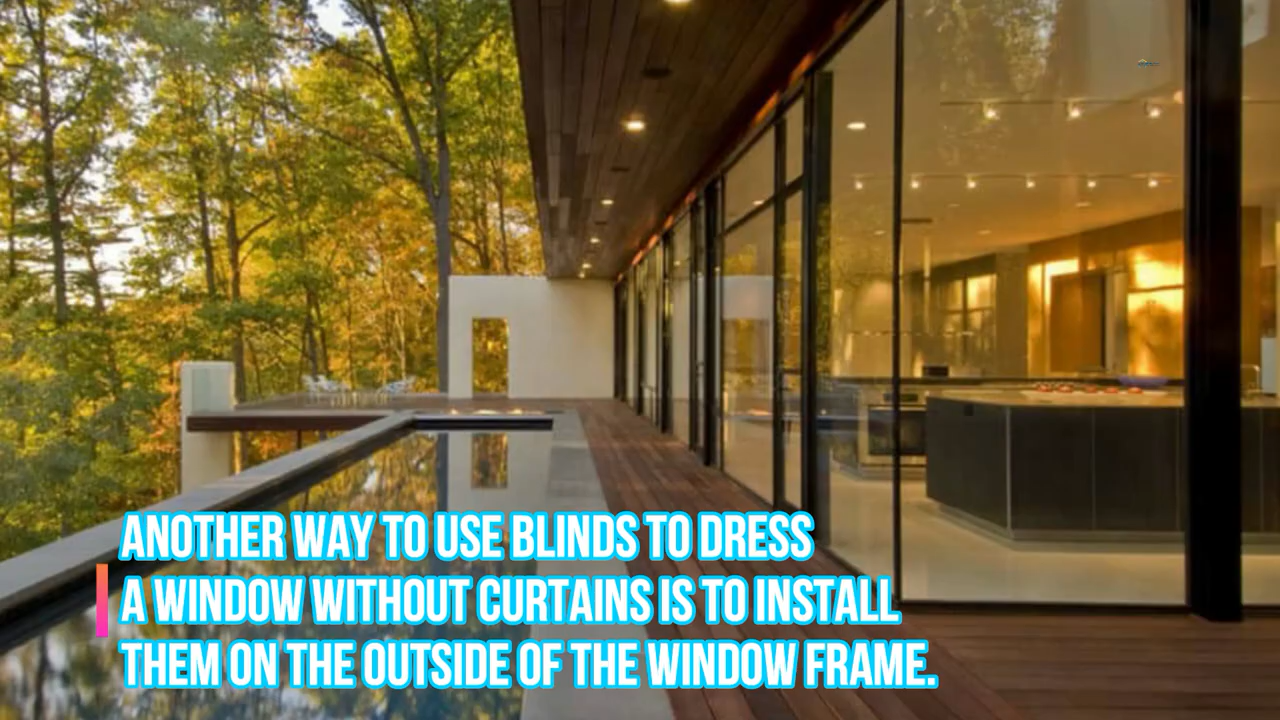 ANOTHER WAY TO USE BLINDS TO DRESS
A WINDOW WITHOUT CURTAINS IS TO INSTALL
THEM ON THE OUTSIDE OF THE WINDOW FRAME.